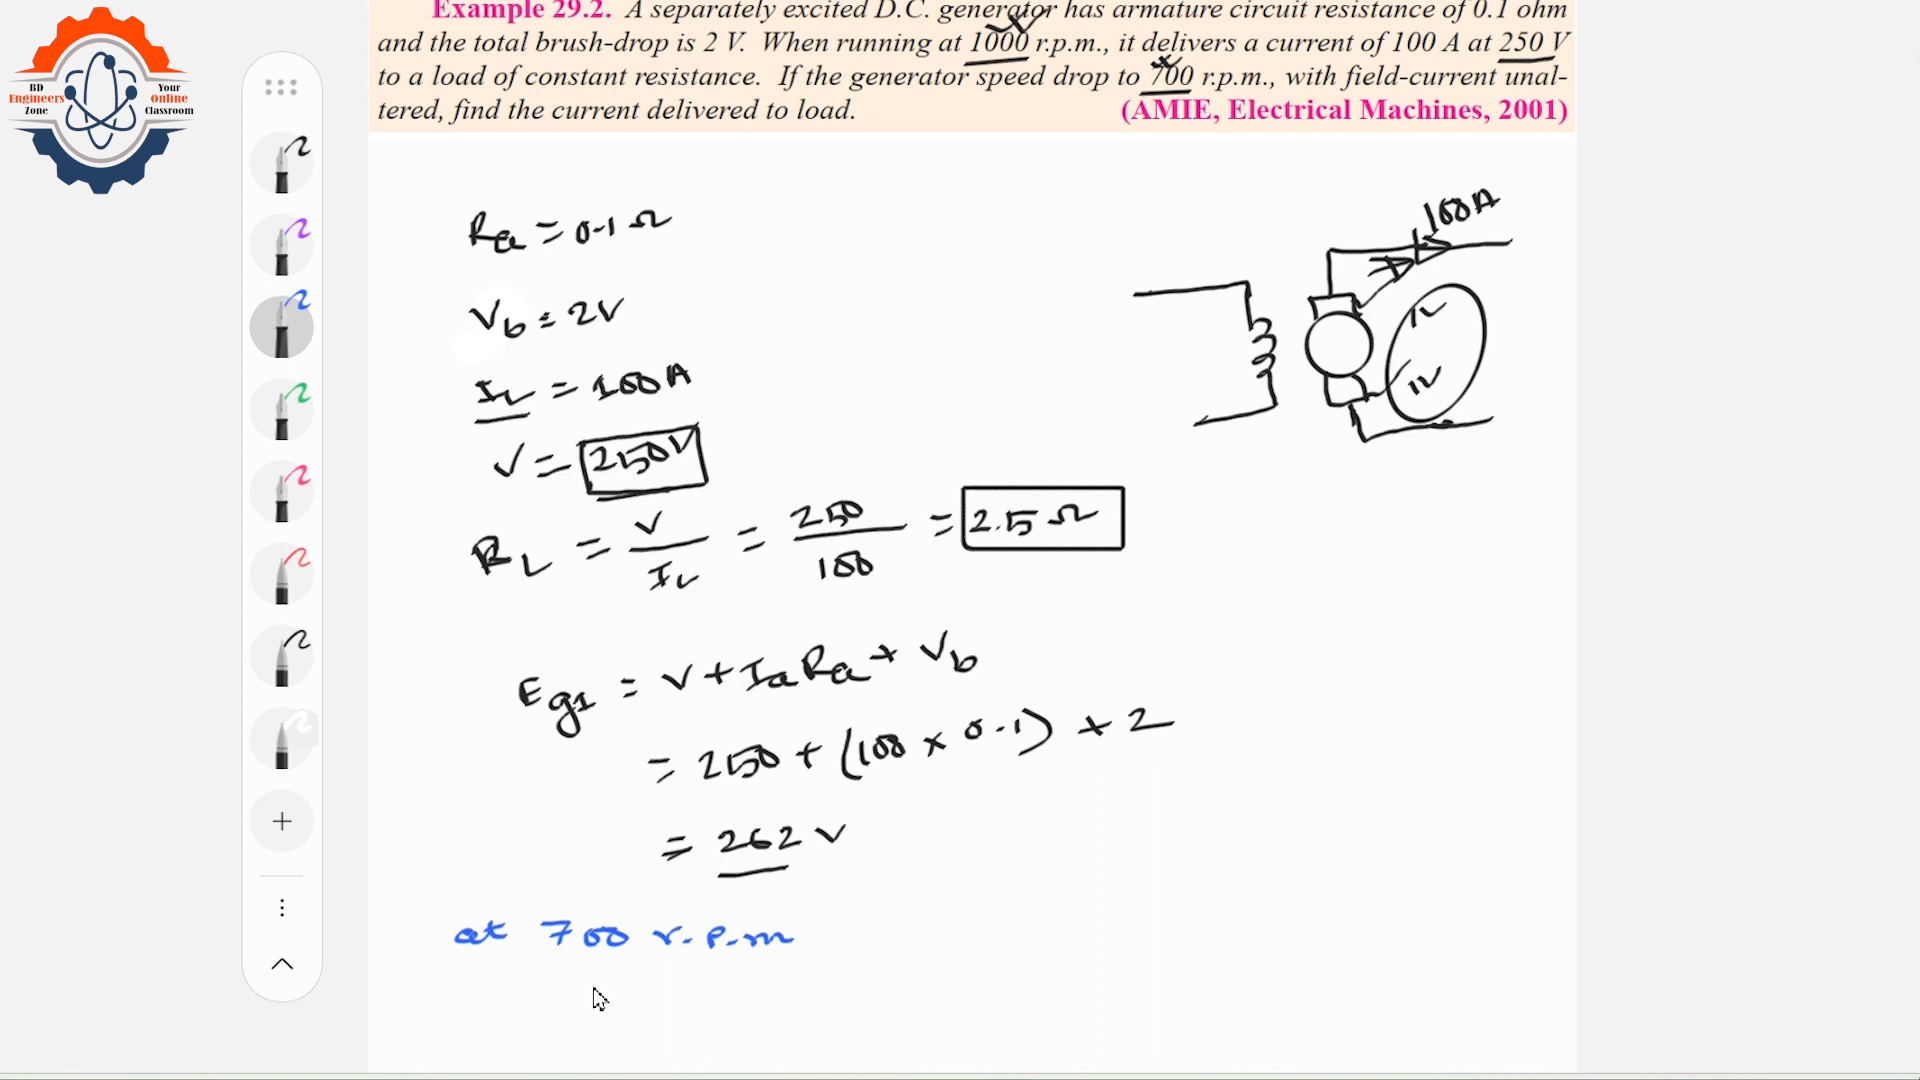 Example 29.2. A separately excited D.C. generator has armature circuit resistance of 0.1 ohm
and the total brush-drop is 2 V. When running at 1000 r.p.m., it delivers a current of 100 A at 250 V
to a load of constant resistance. If the generator speed drop to 700 r.p.m., with field-current unal-
tered, find the current delivered to load. (AMIE, Electrical Machines, 2001)
BD Your
Engineers Online
Zone Classroom
Ra = 0.1 Ω
Vb = 2V
IL = 100A
V = 250V
RL = V/IL = 250/100 = 2.5 Ω
Eg1 = V + IaRa + Vb
= 250 + (100 × 0.1) + 2
= 262 V
at 700 r.p.m
100A
1V
1V